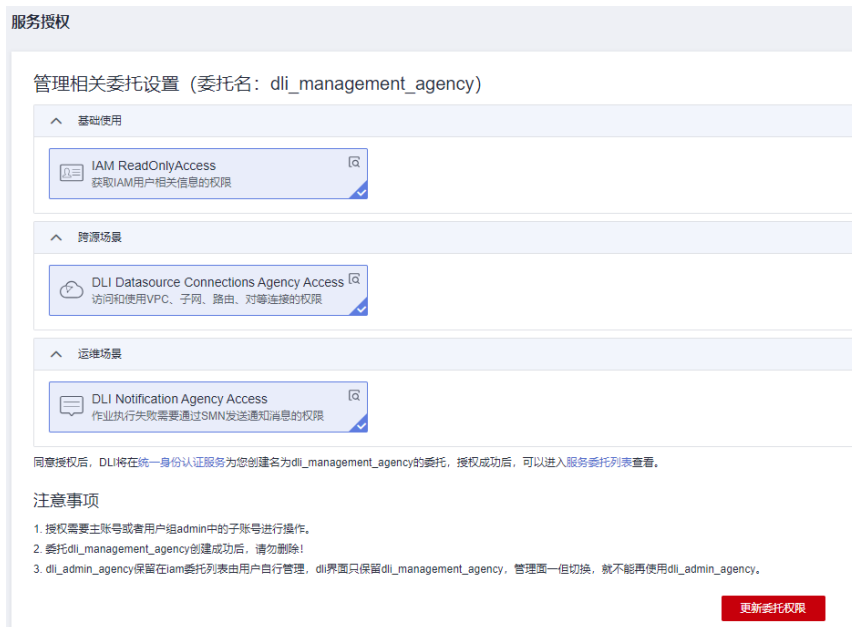 服务授权
管理相关委托设置（委托名：dli_management_agency）
基础使用
IAM ReadOnlyAccess
获取IAM用户相关信息的权限
跨源场景
DLI Datasource Connections Agency Access
访问和使用VPC、子网、路由、对等连接的权限
运维场景
DLI Notification Agency Access
作业执行失败需要通过SMN发送通知消息的权限
同意授权后，DLI将在统一身份认证服务为您创建名为dli_management_agency的委托，授权成功后，可以进入服务委托列表查看。
注意事项
1. 授权需要主账号或者用户组admin中的子账号进行操作。
2. 委托dli_management_agency创建成功后，请勿删除！
3. dli_admin_agency保留在iam委托列表由用户自行管理，dli界面只保留dli_management_agency，管理面一但切换，就不能再使用dli_admin_agency。
更新委托权限